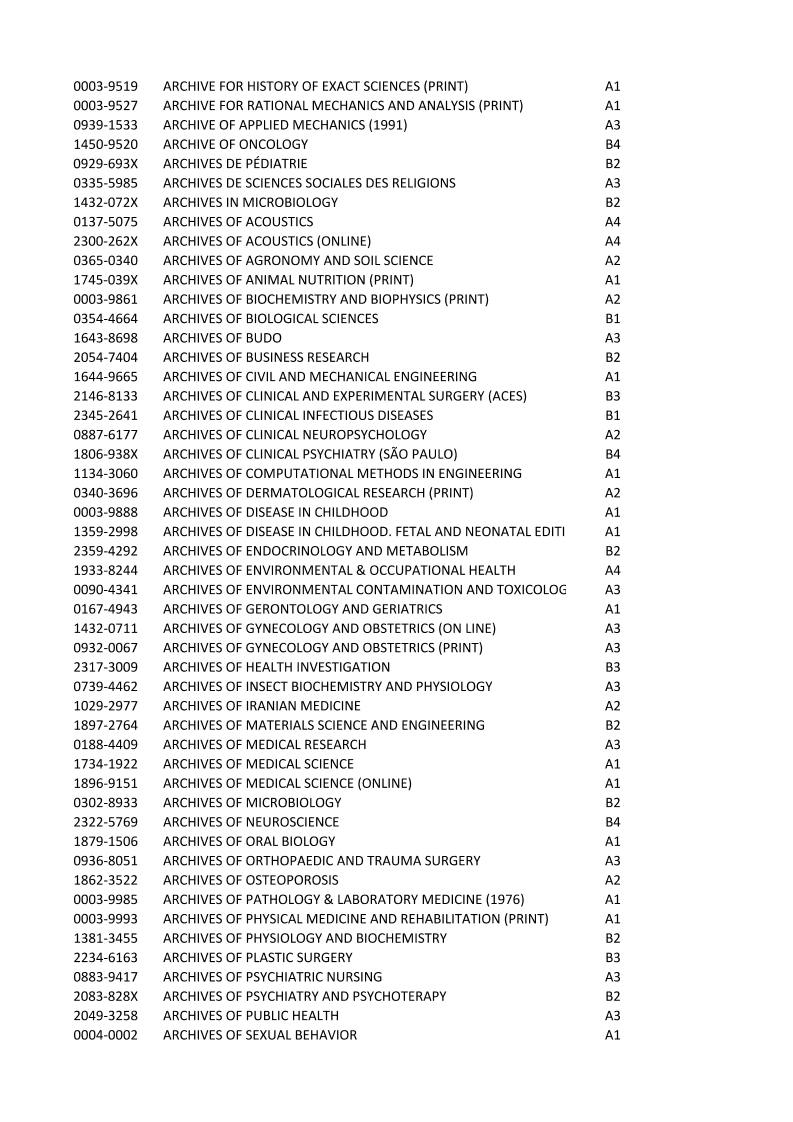 0003-9519 ARCHIVE FOR HISTORY OF EXACT SCIENCES (PRINT) A1
0003-9527 ARCHIVE FOR RATIONAL MECHANICS AND ANALYSIS (PRINT) A1
0939-1533 ARCHIVE OF APPLIED MECHANICS (1991) A3
1450-9520 ARCHIVE OF ONCOLOGY B4
0929-693X ARCHIVES DE PÉDIATRIE B2
0335-5985 ARCHIVES DE SCIENCES SOCIALES DES RELIGIONS A3
1432-072X ARCHIVES IN MICROBIOLOGY B2
0137-5075 ARCHIVES OF ACOUSTICS A4
2300-262X ARCHIVES OF ACOUSTICS (ONLINE) A4
0365-0340 ARCHIVES OF AGRONOMY AND SOIL SCIENCE A2
1745-039X ARCHIVES OF ANIMAL NUTRITION (PRINT) A1
0003-9861 ARCHIVES OF BIOCHEMISTRY AND BIOPHYSICS (PRINT) A2
0354-4664 ARCHIVES OF BIOLOGICAL SCIENCES B1
1643-8698 ARCHIVES OF BUDO A3
2054-7404 ARCHIVES OF BUSINESS RESEARCH B2
1644-9665 ARCHIVES OF CIVIL AND MECHANICAL ENGINEERING A1
2146-8133 ARCHIVES OF CLINICAL AND EXPERIMENTAL SURGERY (ACES) B3
2345-2641 ARCHIVES OF CLINICAL INFECTIOUS DISEASES B1
0887-6177 ARCHIVES OF CLINICAL NEUROPSYCHOLOGY A2
1806-938X ARCHIVES OF CLINICAL PSYCHIATRY (SÃO PAULO) B4
1134-3060 ARCHIVES OF COMPUTATIONAL METHODS IN ENGINEERING A1
0340-3696 ARCHIVES OF DERMATOLOGICAL RESEARCH (PRINT) A2
0003-9888 ARCHIVES OF DISEASE IN CHILDHOOD A1
1359-2998 ARCHIVES OF DISEASE IN CHILDHOOD. FETAL AND NEONATAL EDITI A1
2359-4292 ARCHIVES OF ENDOCRINOLOGY AND METABOLISM B2
1933-8244 ARCHIVES OF ENVIRONMENTAL & OCCUPATIONAL HEALTH A4
0090-4341 ARCHIVES OF ENVIRONMENTAL CONTAMINATION AND TOXICOLOG A3
0167-4943 ARCHIVES OF GERONTOLOGY AND GERIATRICS A1
1432-0711 ARCHIVES OF GYNECOLOGY AND OBSTETRICS (ON LINE) A3
0932-0067 ARCHIVES OF GYNECOLOGY AND OBSTETRICS (PRINT) A3
2317-3009 ARCHIVES OF HEALTH INVESTIGATION B3
0739-4462 ARCHIVES OF INSECT BIOCHEMISTRY AND PHYSIOLOGY A3
1029-2977 ARCHIVES OF IRANIAN MEDICINE A2
1897-2764 ARCHIVES OF MATERIALS SCIENCE AND ENGINEERING B2
0188-4409 ARCHIVES OF MEDICAL RESEARCH A3
1734-1922 ARCHIVES OF MEDICAL SCIENCE A1
1896-9151 ARCHIVES OF MEDICAL SCIENCE (ONLINE) A1
0302-8933 ARCHIVES OF MICROBIOLOGY B2
2322-5769 ARCHIVES OF NEUROSCIENCE B4
1879-1506 ARCHIVES OF ORAL BIOLOGY A1
0936-8051 ARCHIVES OF ORTHOPAEDIC AND TRAUMA SURGERY A3
1862-3522 ARCHIVES OF OSTEOPOROSIS A2
0003-9985 ARCHIVES OF PATHOLOGY & LABORATORY MEDICINE (1976) A1
0003-9993 ARCHIVES OF PHYSICAL MEDICINE AND REHABILITATION (PRINT) A1
1381-3455 ARCHIVES OF PHYSIOLOGY AND BIOCHEMISTRY B2
2234-6163 ARCHIVES OF PLASTIC SURGERY B3
0883-9417 ARCHIVES OF PSYCHIATRIC NURSING A3
2083-828X ARCHIVES OF PSYCHIATRY AND PSYCHOTERAPY B2
2049-3258 ARCHIVES OF PUBLIC HEALTH A3
0004-0002 ARCHIVES OF SEXUAL BEHAVIOR A1